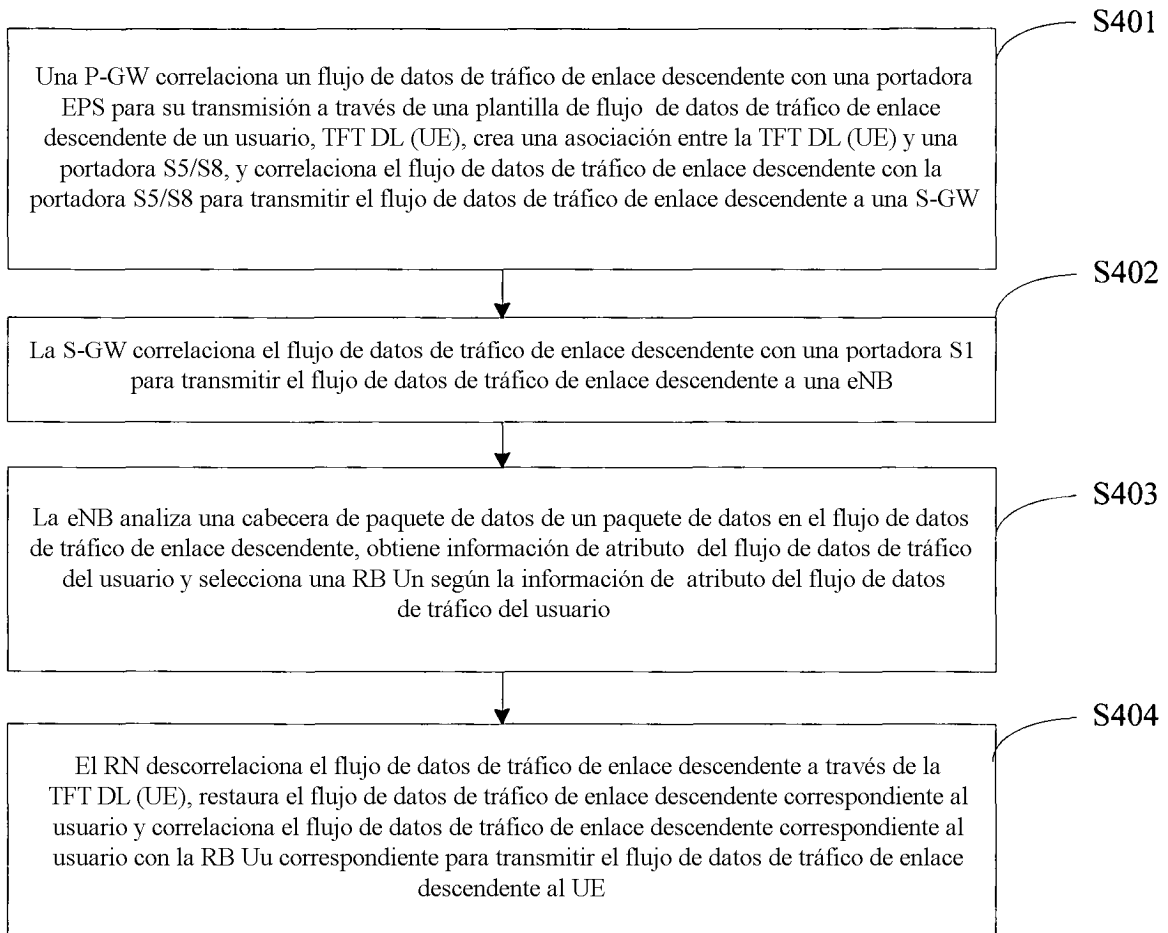 S401
Una P-GW correlaciona un flujo de datos de tráfico de enlace descendente con una portadora
EPS para su transmisión a través de una plantilla de flujo de datos de tráfico de enlace
descendente de un usuario, TFT DL (UE), crea una asociación entre la TFT DL (UE) y una
portadora S5/S8, y correlaciona el flujo de datos de tráfico de enlace descendente con la
portadora S5/S8 para transmitir el flujo de datos de tráfico de enlace descendente a una S-GW
S402
La S-GW correlaciona el flujo de datos de tráfico de enlace descendente con una portadora S1
para transmitir el flujo de datos de tráfico de enlace descendente a una eNB
S403
La eNB analiza una cabecera de paquete de datos de un paquete de datos en el flujo de datos
de tráfico de enlace descendente, obtiene información de atributo del flujo de datos de tráfico
del usuario y selecciona una RB Un según la información de atributo del flujo de datos
de tráfico del usuario
S404
El RN descorrelaciona el flujo de datos de tráfico de enlace descendente a través de la
TFT DL (UE), restaura el flujo de datos de tráfico de enlace descendente correspondiente al
usuario y correlaciona el flujo de datos de tráfico de enlace descendente correspondiente al
usuario con la RB Uu correspondiente para transmitir el flujo de datos de tráfico de enlace
descendente al UE